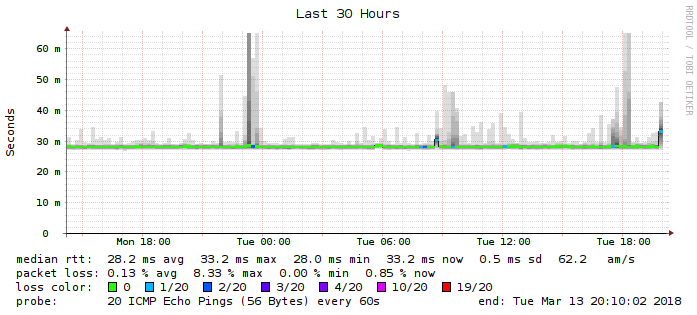 Last 30 Hours
RRDTOOL / TOBI OETIKER
Seconds
60 m
50 m
40 m
30 m
20 m
10 m
0
Mon 18:00 Tue 00:00 Tue 06:00 Tue 12:00 Tue 18:00
median rtt: 28.2 ms avg 33.2 ms max 28.0 ms min 33.2 ms now 0.5 ms sd 62.2 am/s
packet loss: 0.13 % avg 8.33 % max 0.00 % min 0.85 % now
loss color: 0 1/20 2/20 3/20 4/20 10/20 19/20
probe: 20 ICMP Echo Pings (56 Bytes) every 60s end: Tue Mar 13 20:10:02 2018